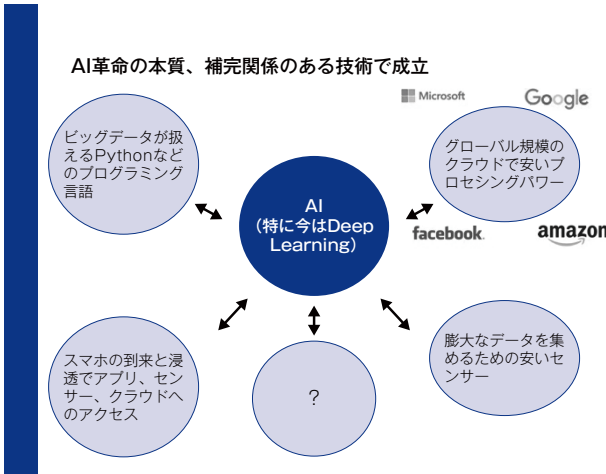 AI革命の本質、補完関係のある技術で成立
Microsoft
Google
ビッグデータが扱
えるPythonなど
のプログラミング
言語
グローバル規模の
クラウドで安いプ
ロセシングパワー
AI
(特に今はDeep
Learning)
facebook.
amazon
スマホの到来と浸
透でアプリ、セン
サー、クラウドへ
のアクセス
?
膨大なデータを集
めるための安いセ
ンサー